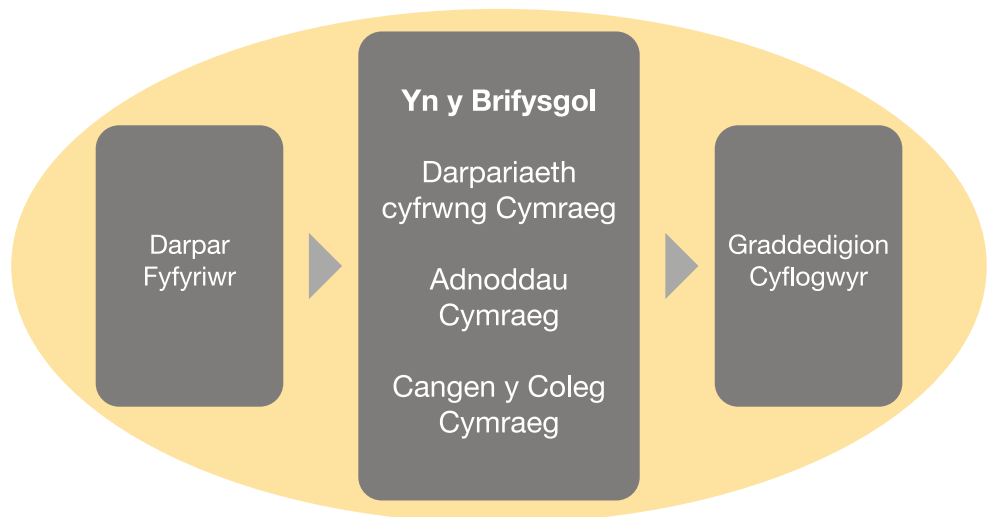 Darpar
Fyfyriwr
Yn y Brifysgol
Darpariaeth
cyfrwng Cymraeg
Adnoddau
Cymraeg
Cangen y Coleg
Cymraeg
Graddedigion
Cyflogwyr